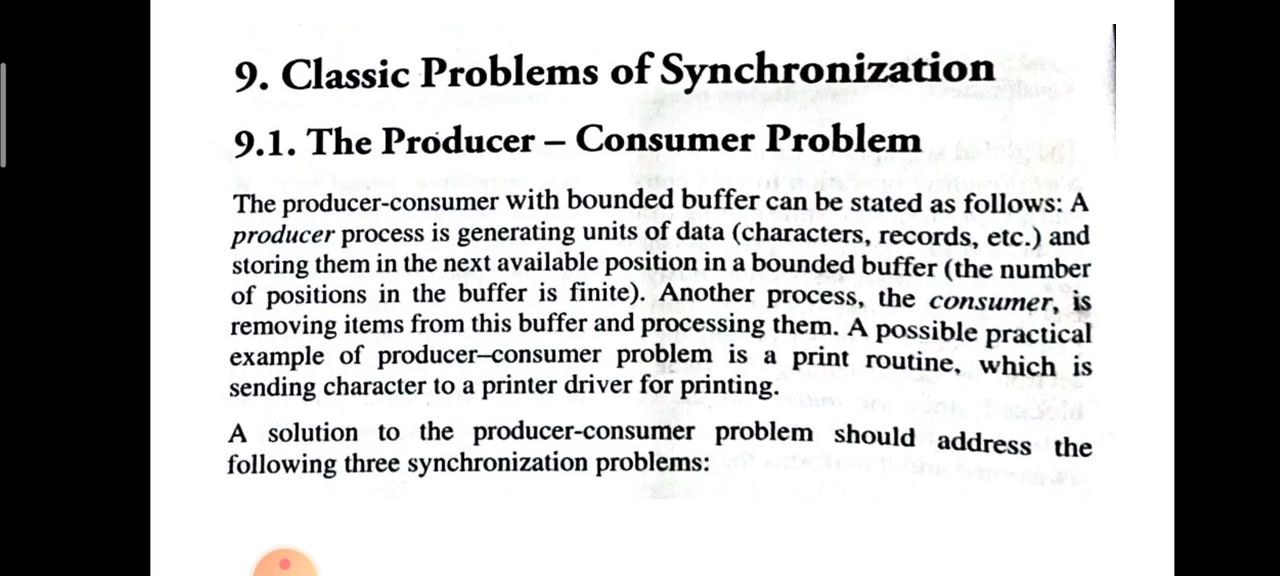 9. Classic Problems of Synchronization
9.1. The Producer – Consumer Problem
The producer-consumer with bounded buffer can be stated as follows: A
producer process is generating units of data (characters, records, etc.) and
storing them in the next available position in a bounded buffer (the number
of positions in the buffer is finite). Another process, the consumer, is
removing items from this buffer and processing them. A possible practical
example of producer–consumer problem is a print routine, which is
sending character to a printer driver for printing.
A solution to the producer-consumer problem should address the
following three synchronization problems: